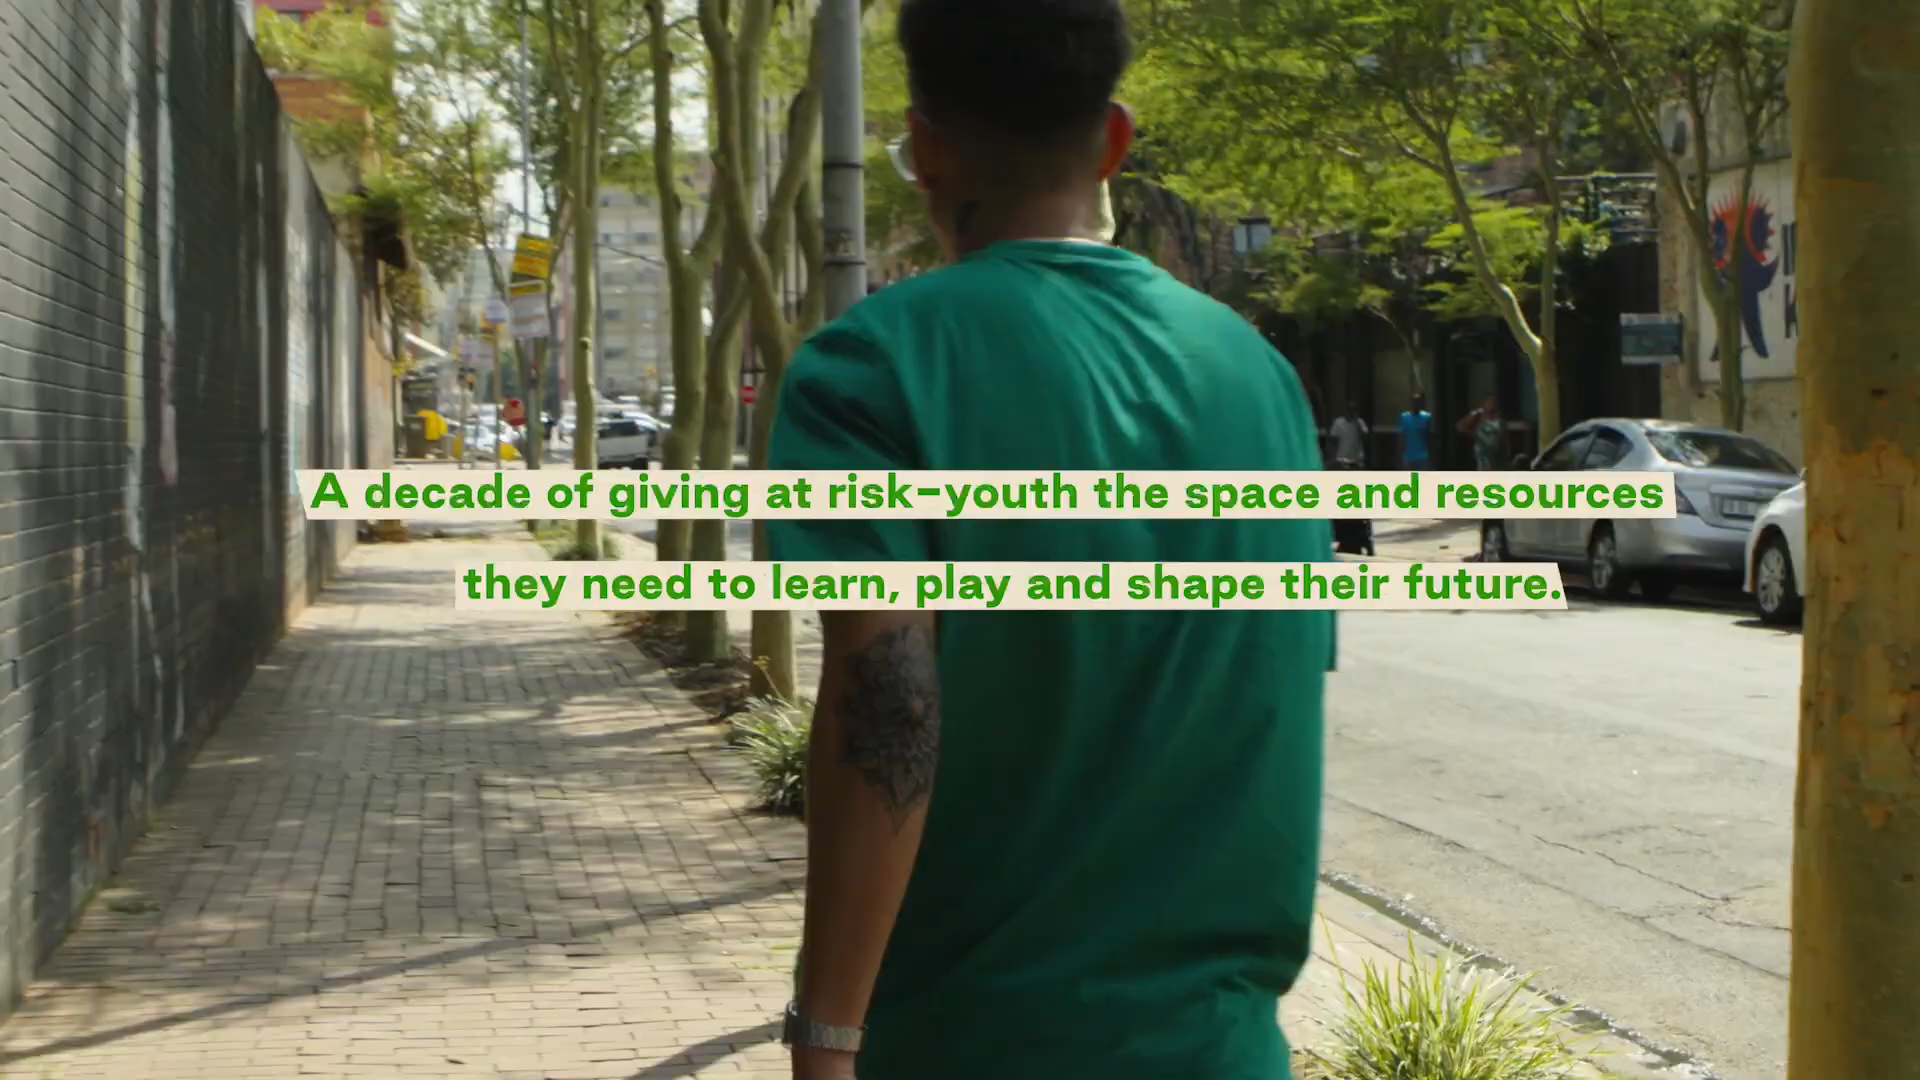 A decade of giving at risk-youth the space and resources
they need to learn, play and shape their future.